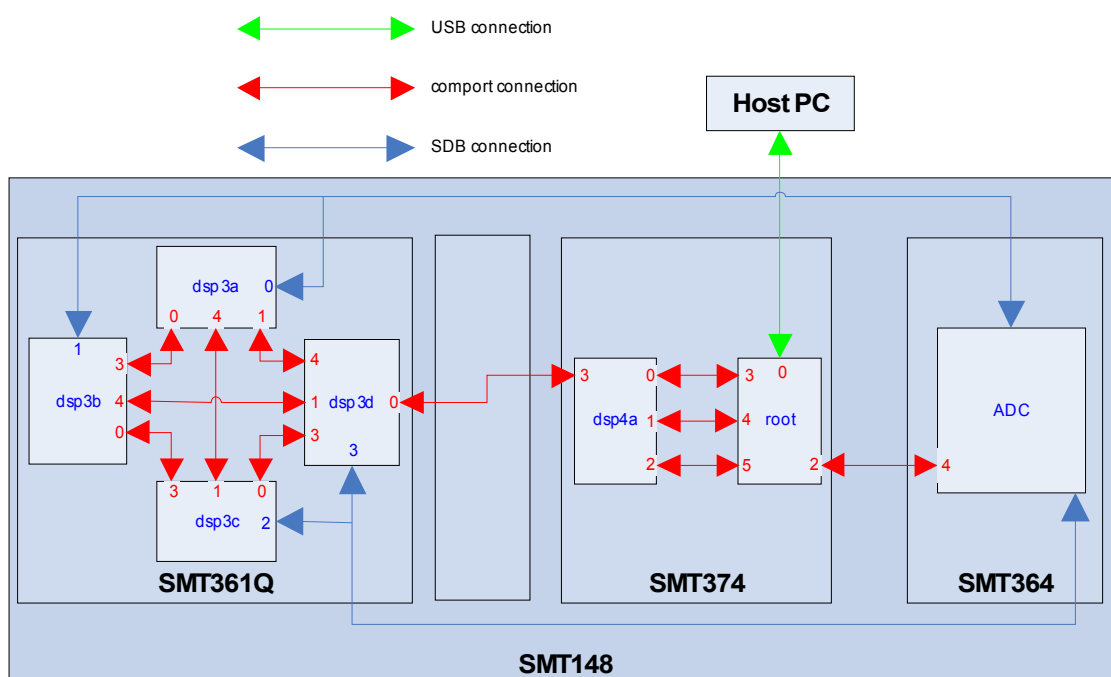 USB connection
comport connection
Host PC
SDB connection
dsp3a 0
0 4 1
1
3
dsp3b
4
0
4
1 dsp3d 0
3
3
3 1 0
dsp3c 2
SMT361Q
3 0
dsp4a 1
2
0
3
4 root
5 2
SMT374
ADC
4
SMT364
SMT148